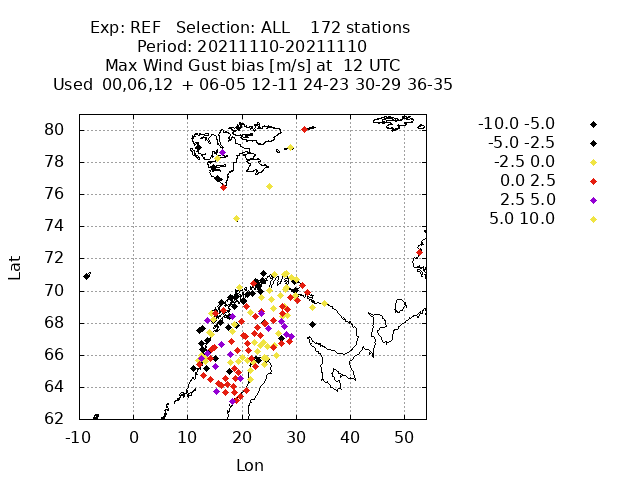 Exp: REF   Selection: ALL    172 stations
Period: 20211110-20211110
Max Wind Gust bias [m/s] at  12 UTC
Used  00,06,12  + 06-05 12-11 24-23 30-29 36-35
-10.0 -5.0
-5.0 -2.5
-2.5 0.0
0.0 2.5
2.5 5.0
5.0 10.0
80
78
76
74
72
70
68
66
64
62
Lat
-10 0 10 20 30 40 50
Lon